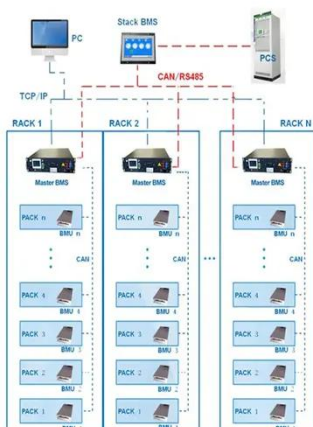 Stack BMS
PC
PCS
CAN/RS485
TCP/IP
RACK 1 RACK 2 RACK N
Master BMS Master BMS Master BMS
PACK n PACK n PACK n
BMU n BMU n BMU n
CAN CAN CAN
...
PACK 4 PACK 4 PACK 4
BMU 4 BMU 4 BMU 4
PACK 3 PACK 3 PACK 3
BMU 3 BMU 3 BMU 3
PACK 2 PACK 2 PACK 2
BMU 2 BMU 2 BMU 2
PACK 1 PACK 1 PACK 1